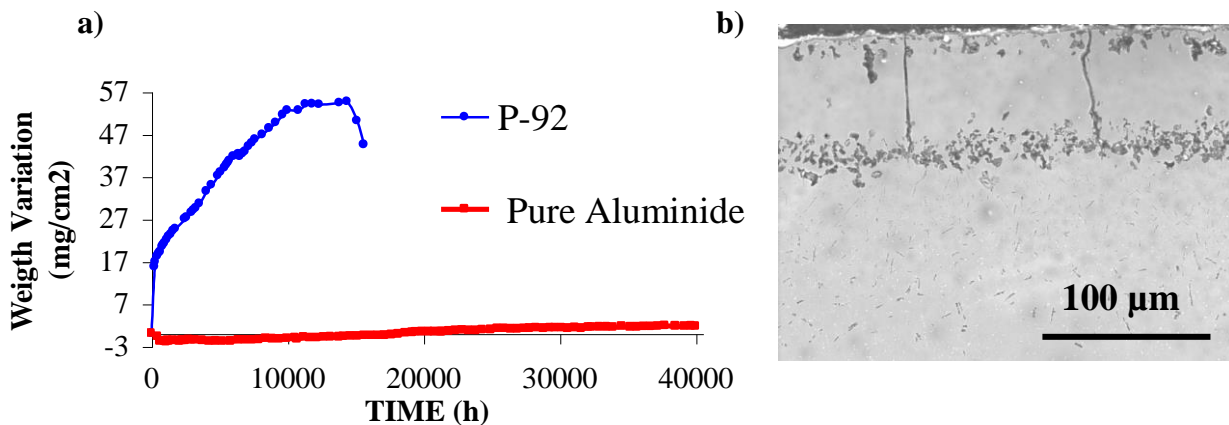 a)
b)
57
47
37
27
17
7
-3
Weigth Variation
(mg/cm2)
P-92
Pure Aluminide
0
10000
20000
30000
40000
TIME (h)
100 µm